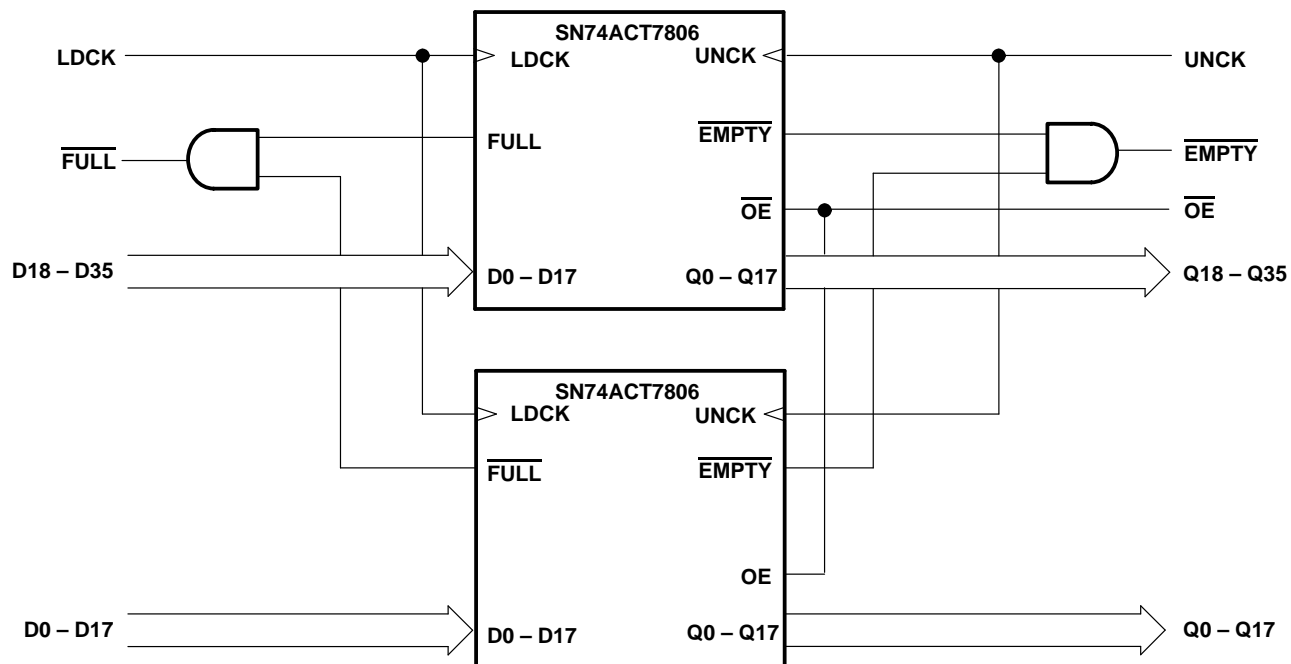 SN74ACT7806
LDCK
LDCK
UNCK
UNCK
FULL
FULL
EMPTY
EMPTY
OE
OE
D18 – D35
D0 – D17
Q0 – Q17
Q18 – Q35
SN74ACT7806
LDCK
UNCK
FULL
EMPTY
OE
D0 – D17
D0 – D17
Q0 – Q17
Q0 – Q17